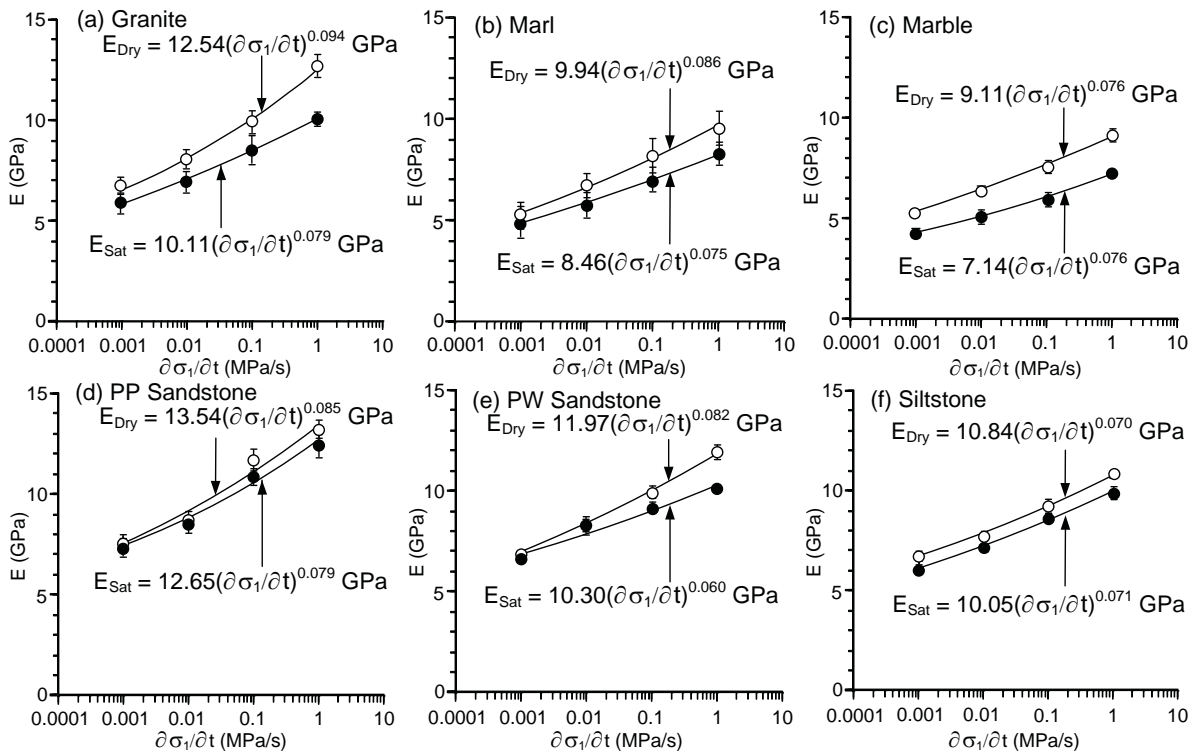 (a) Granite
E_Dry = 12.54(∂σ₁/∂t)^0.094 GPa
E_Sat = 10.11(∂σ₁/∂t)^0.079 GPa
E (GPa)
15
10
5
0
0.0001 0.001 0.01 0.1 1 10
∂σ₁/∂t (MPa/s)
(b) Marl
E_Dry = 9.94(∂σ₁/∂t)^0.086 GPa
E_Sat = 8.46(∂σ₁/∂t)^0.075 GPa
E (GPa)
15
10
5
0
0.0001 0.001 0.01 0.1 1 10
∂σ₁/∂t (MPa/s)
(c) Marble
E_Dry = 9.11(∂σ₁/∂t)^0.076 GPa
E_Sat = 7.14(∂σ₁/∂t)^0.076 GPa
E (GPa)
15
10
5
0
0.0001 0.001 0.01 0.1 1 10
∂σ₁/∂t (MPa/s)
(d) PP Sandstone
E_Dry = 13.54(∂σ₁/∂t)^0.085 GPa
E_Sat = 12.65(∂σ₁/∂t)^0.079 GPa
E (GPa)
15
10
5
0
0.0001 0.001 0.01 0.1 1 10
∂σ₁/∂t (MPa/s)
(e) PW Sandstone
E_Dry = 11.97(∂σ₁/∂t)^0.082 GPa
E_Sat = 10.30(∂σ₁/∂t)^0.060 GPa
E (GPa)
15
10
5
0
0.0001 0.001 0.01 0.1 1 10
∂σ₁/∂t (MPa/s)
(f) Siltstone
E_Dry = 10.84(∂σ₁/∂t)^0.070 GPa
E_Sat = 10.05(∂σ₁/∂t)^0.071 GPa
E (GPa)
15
10
5
0
0.0001 0.001 0.01 0.1 1 10
∂σ₁/∂t (MPa/s)